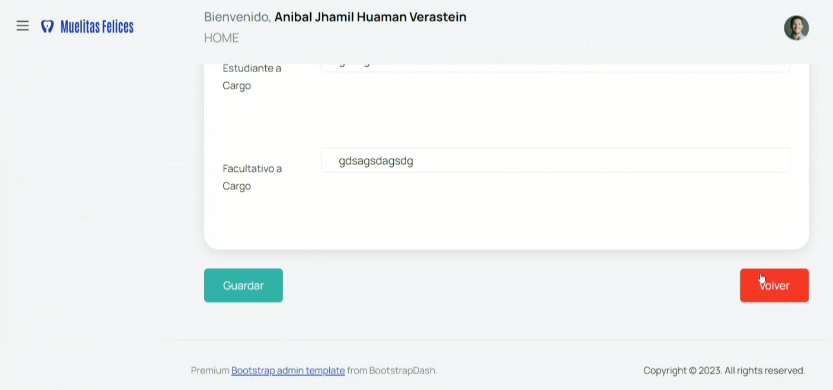 Muelitas Felices
Bienvenido, Anibal Jhamil Huaman Verastein
HOME
Estudiante a
Cargo
Facultativo a
Cargo
gdsagsdagsdg
Guardar
Volver
Premium Bootstrap admin template from BootstrapDash.
Copyright © 2023. All rights reserved.